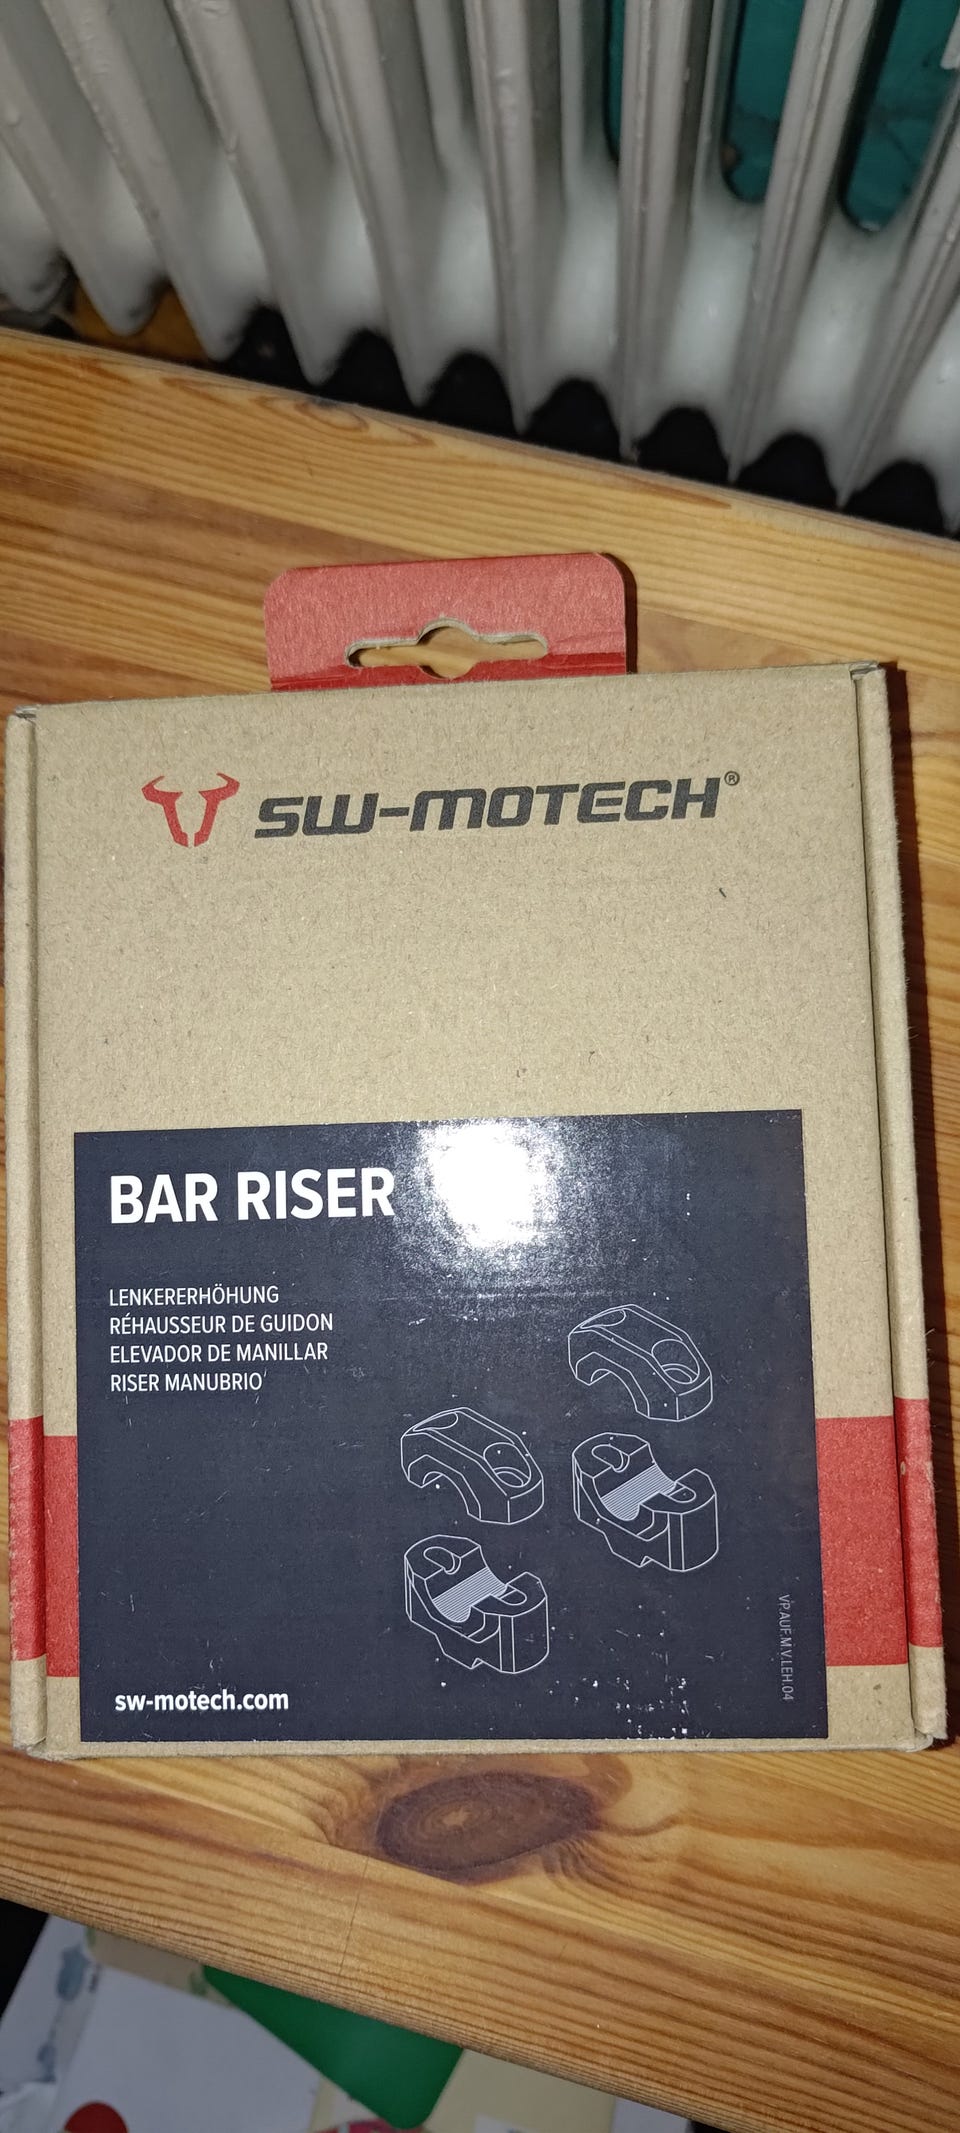 SW-MOTECH®
BAR RISER
LENKERERHÖHUNG
RÉHAUSSEUR DE GUIDON
ELEVADOR DE MANILLAR
RISER MANUBRIO
sw-motech.com
VP.AUF.M.V.LEH.04